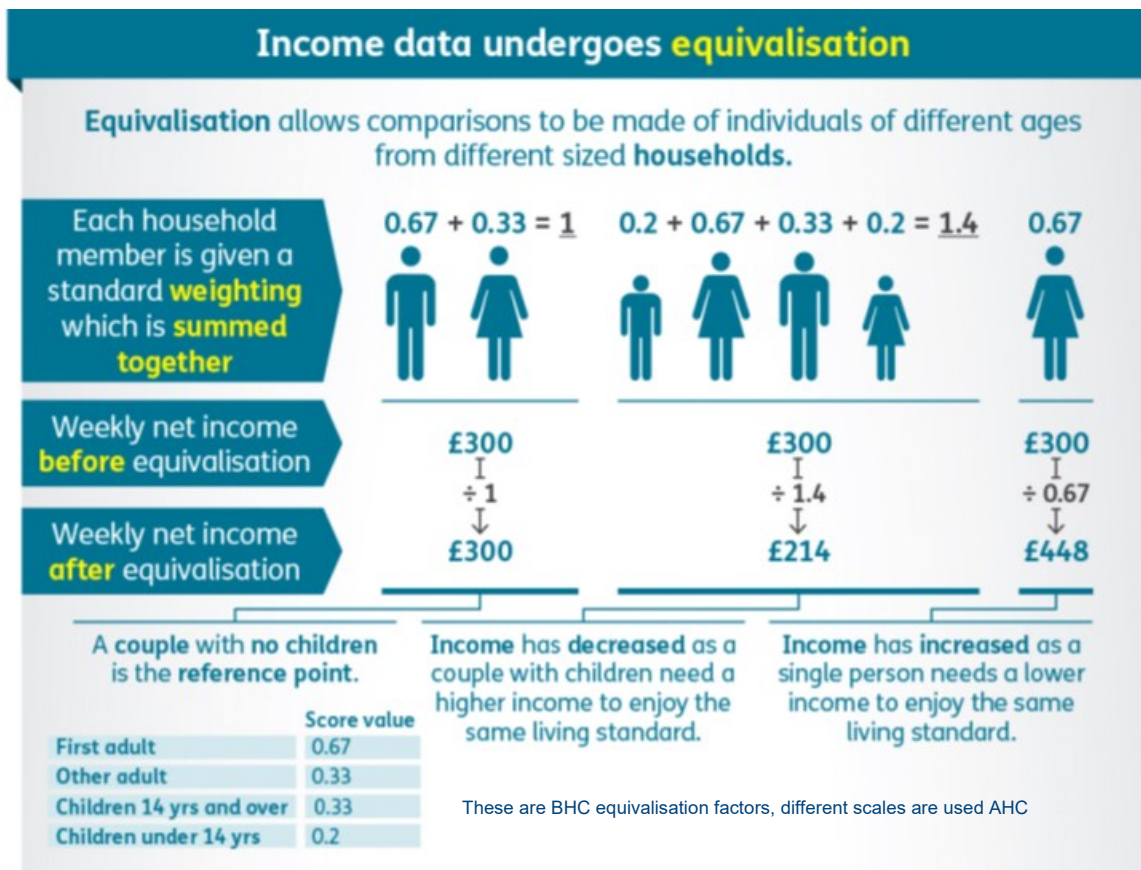 Income data undergoes equivalisation
Equivalisation allows comparisons to be made of individuals of different ages
from different sized households.
Each household
member is given a
standard weighting
which is summed
together
0.67 + 0.33 = 1
0.2 + 0.67 + 0.33 + 0.2 = 1.4
0.67
Weekly net income
before equivalisation
£300
£300
£300
÷ 1
÷ 1.4
÷ 0.67
Weekly net income
after equivalisation
£300
£214
£448
A couple with no children
is the reference point.
Income has decreased as a
couple with children need a
higher income to enjoy the
same living standard.
Income has increased as a
single person needs a lower
income to enjoy the same
living standard.
Score value
First adult 0.67
Other adult 0.33
Children 14 yrs and over 0.33
Children under 14 yrs 0.2
These are BHC equivalisation factors, different scales are used AHC